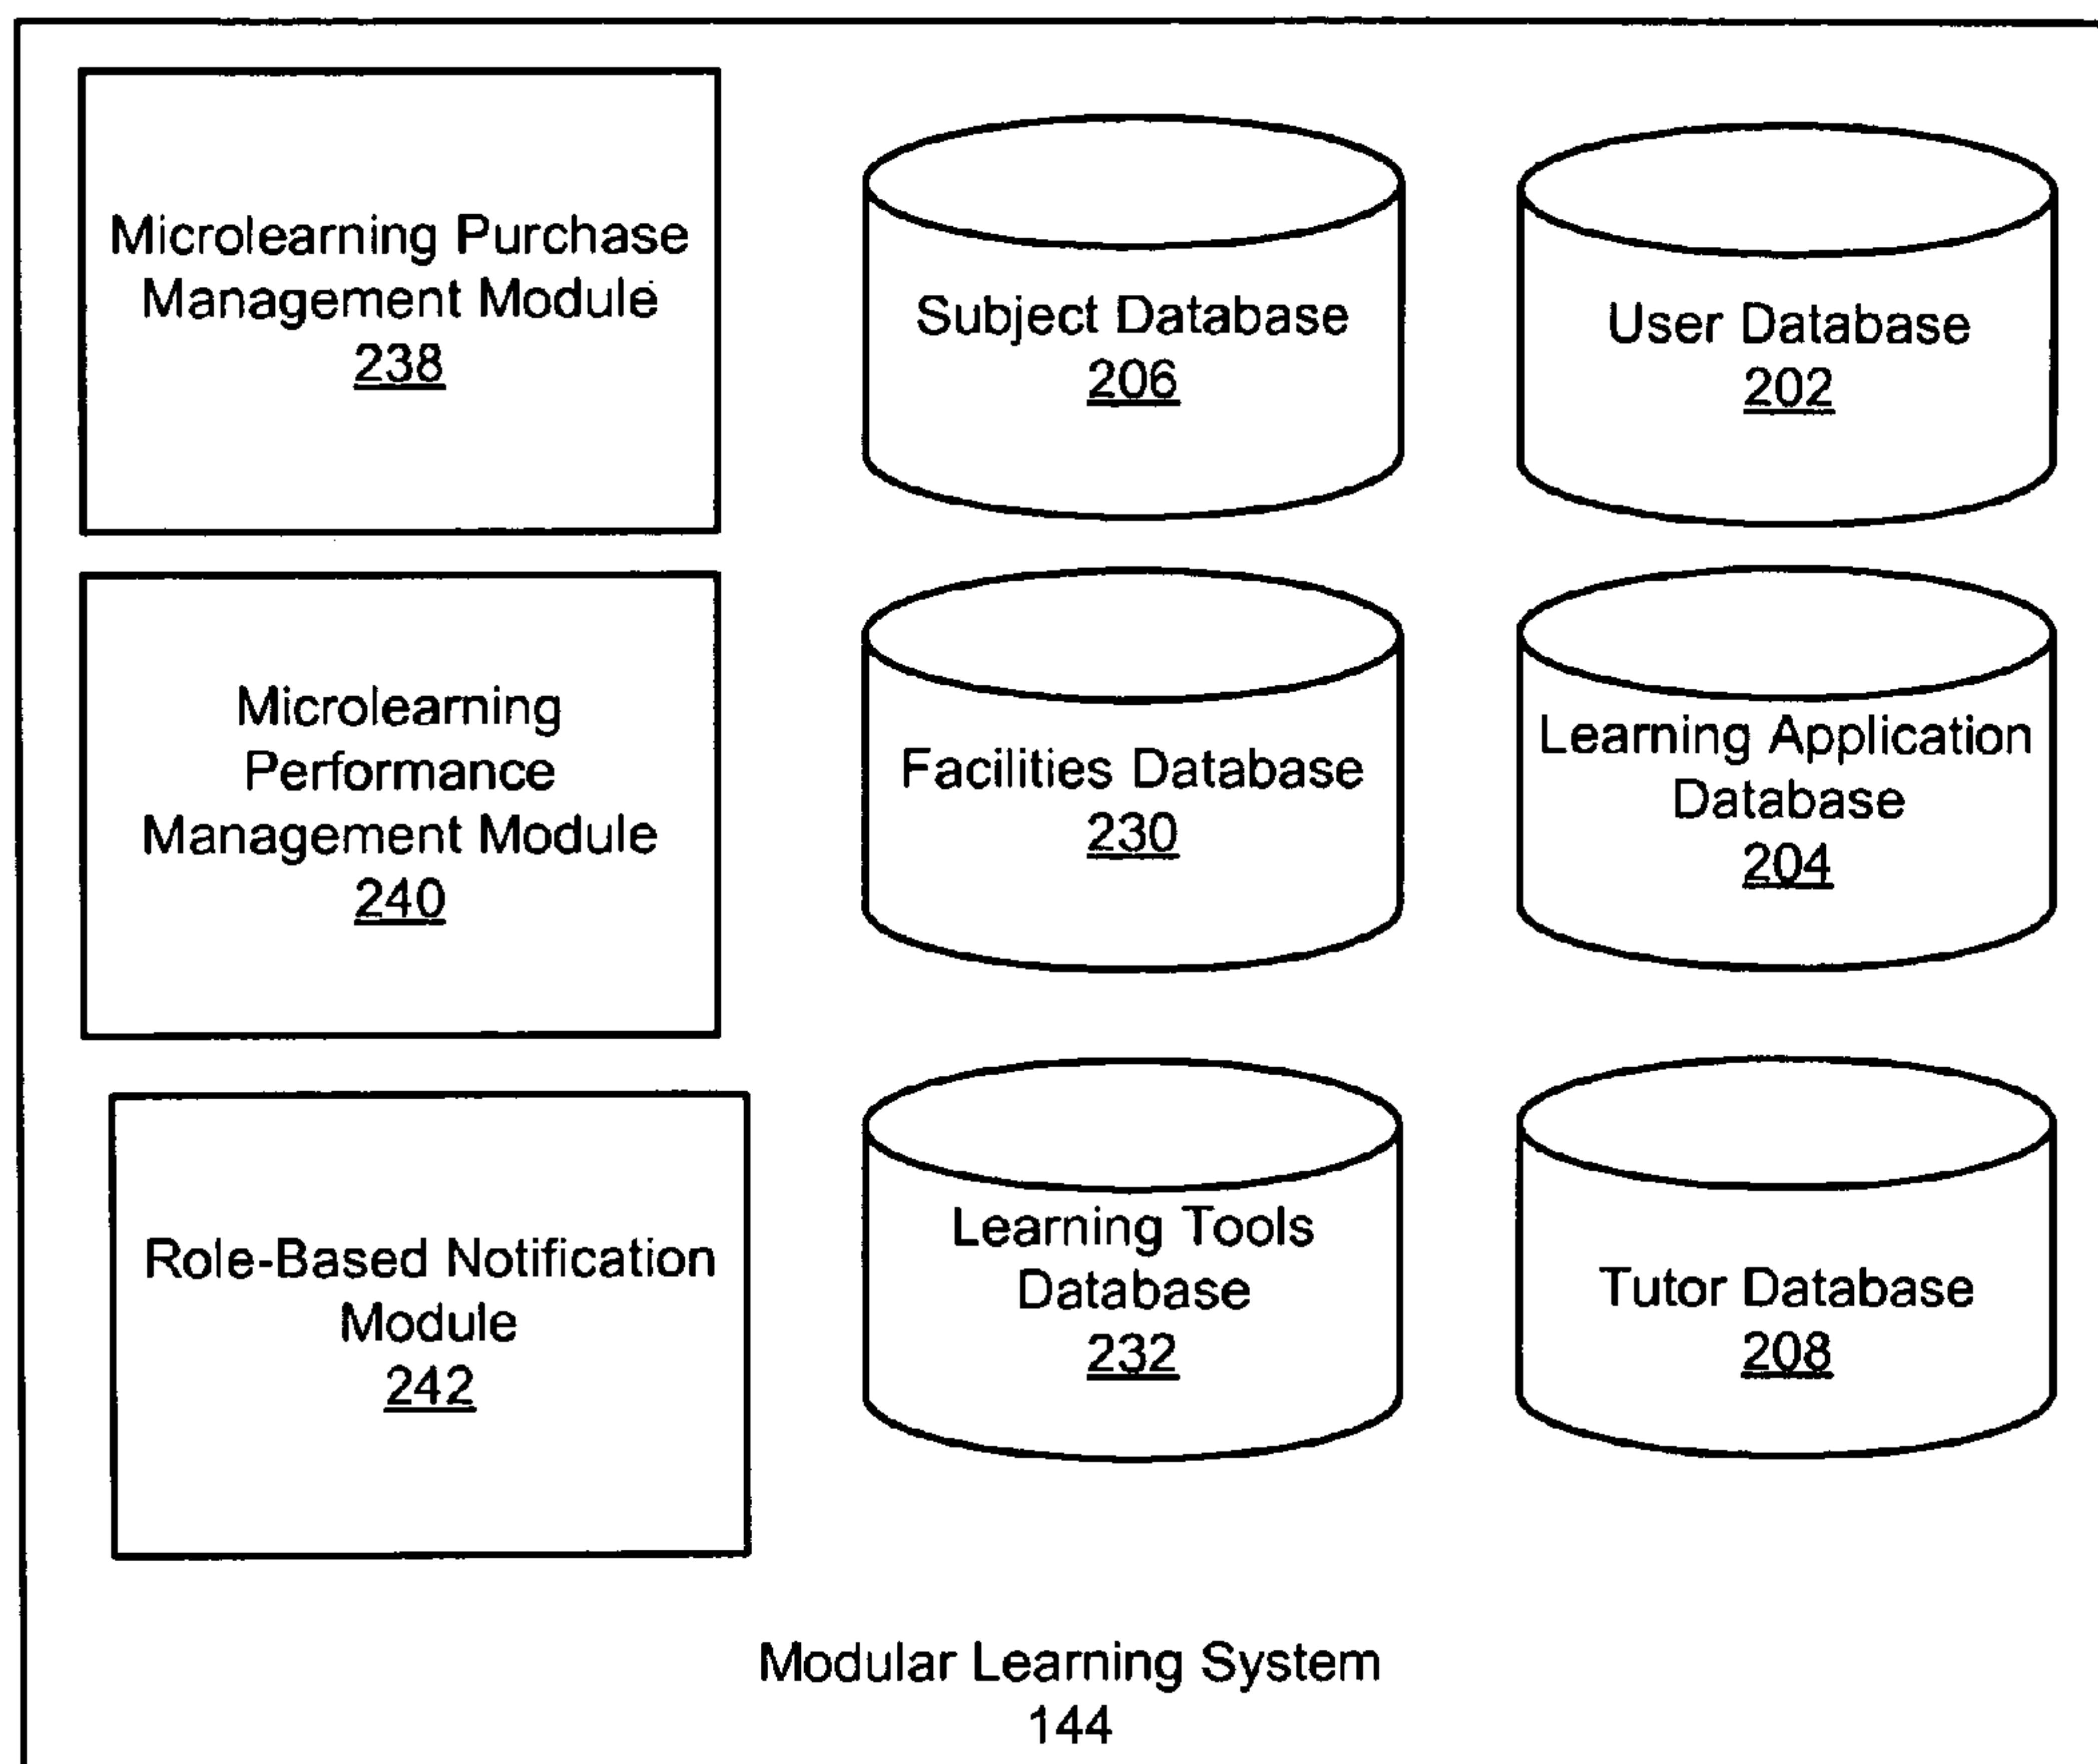 Microlearning Purchase
Management Module
238
Subject Database
206
User Database
202
Microlearning
Performance
Management Module
240
Facilities Database
230
Learning Application
Database
204
Role-Based Notification
Module
242
Learning Tools
Database
232
Tutor Database
208
Modular Learning System
144